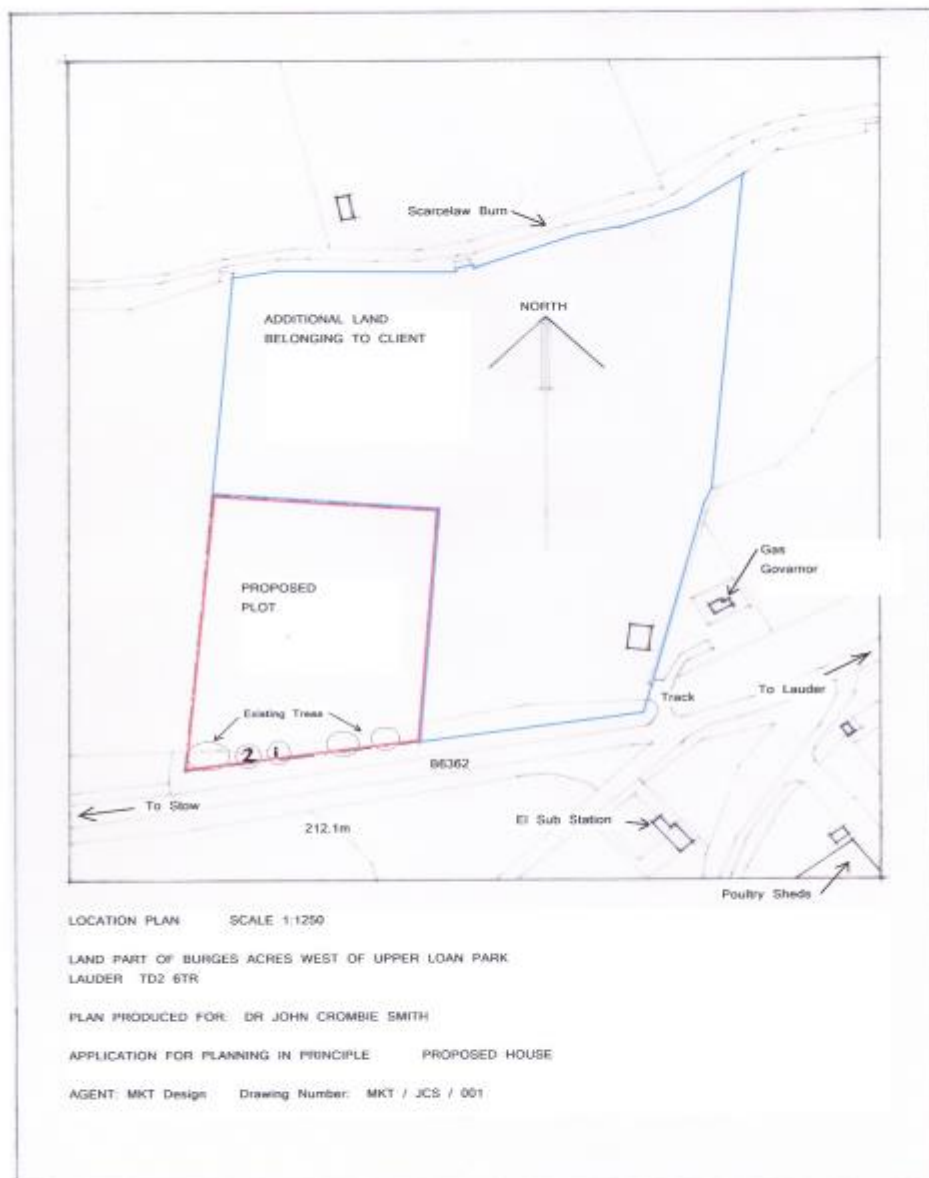 Scarcelaw Burn
NORTH
ADDITIONAL LAND
BELONGING TO CLIENT
Gas
Governor
PROPOSED
PLOT
Existing Trees
Track
To Lauder
2 1
B6362
To Stow
212.1m
El Sub Station
Poultry Sheds
LOCATION PLAN SCALE 1:1250
LAND PART OF BURGES ACRES WEST OF UPPER LOAN PARK
LAUDER TD2 6TR
PLAN PRODUCED FOR: DR JOHN CROMBIE SMITH
APPLICATION FOR PLANNING IN PRINCIPLE PROPOSED HOUSE
AGENT: MKT Design Drawing Number: MKT / JCS / 001